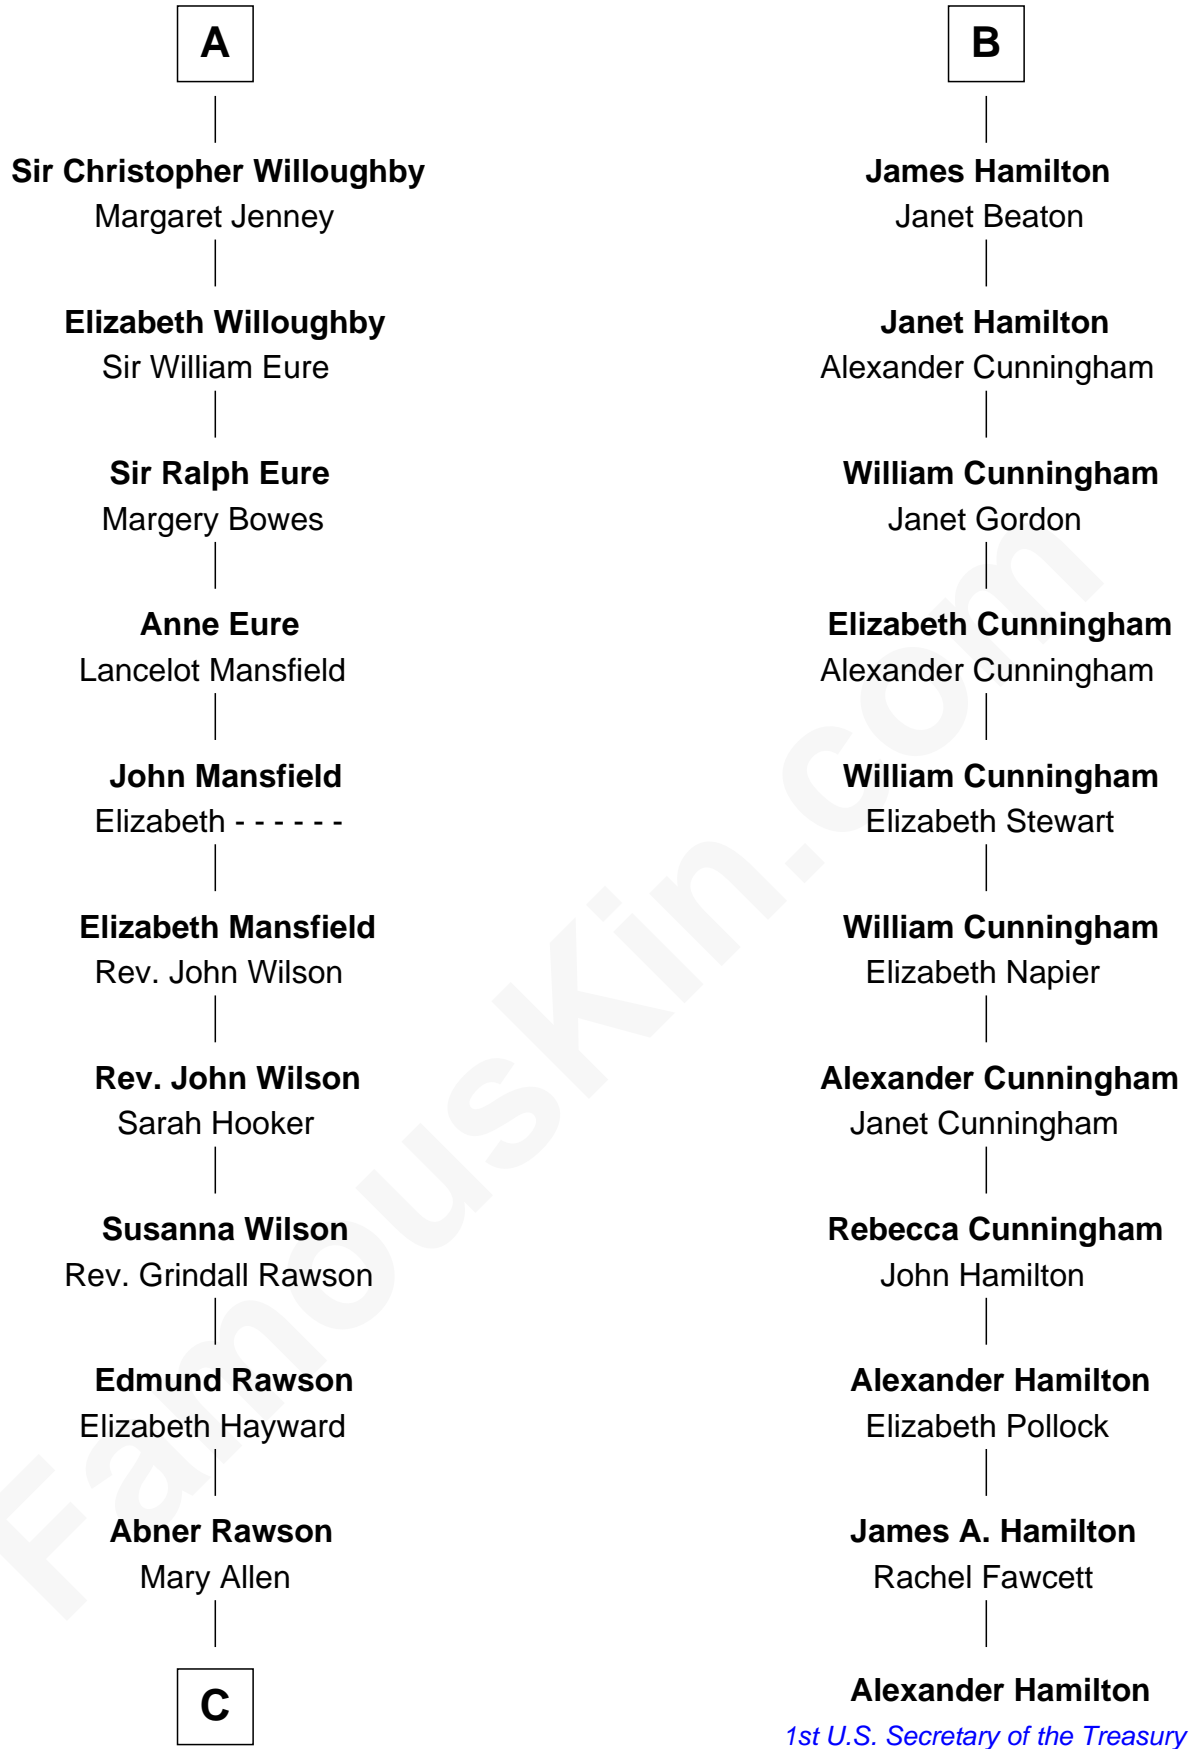 A
Sir Christopher Willoughby
Margaret Jenney
Elizabeth Willoughby
Sir William Eure
Sir Ralph Eure
Margery Bowes
Anne Eure
Lancelot Mansfield
John Mansfield
Elizabeth - - - - - -
Elizabeth Mansfield
Rev. John Wilson
Rev. John Wilson
Sarah Hooker
Susanna Wilson
Rev. Grindall Rawson
Edmund Rawson
Elizabeth Hayward
Abner Rawson
Mary Allen
C
B
James Hamilton
Janet Beaton
Janet Hamilton
Alexander Cunningham
William Cunningham
Janet Gordon
Elizabeth Cunningham
Alexander Cunningham
William Cunningham
Elizabeth Stewart
William Cunningham
Elizabeth Napier
Alexander Cunningham
Janet Cunningham
Rebecca Cunningham
John Hamilton
Alexander Hamilton
Elizabeth Pollock
James A. Hamilton
Rachel Fawcett
Alexander Hamilton
1st U.S. Secretary of the Treasury
FamousKin.com